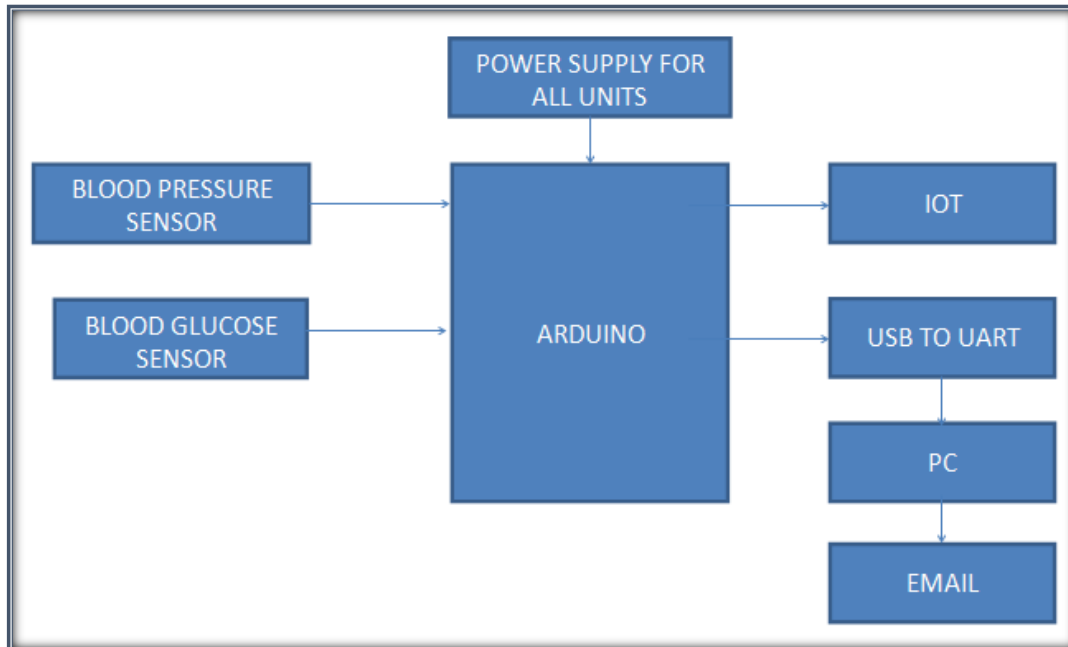 POWER SUPPLY FOR
ALL UNITS
BLOOD PRESSURE
SENSOR
IOT
BLOOD GLUCOSE
SENSOR
ARDUINO
USB TO UART
PC
EMAIL